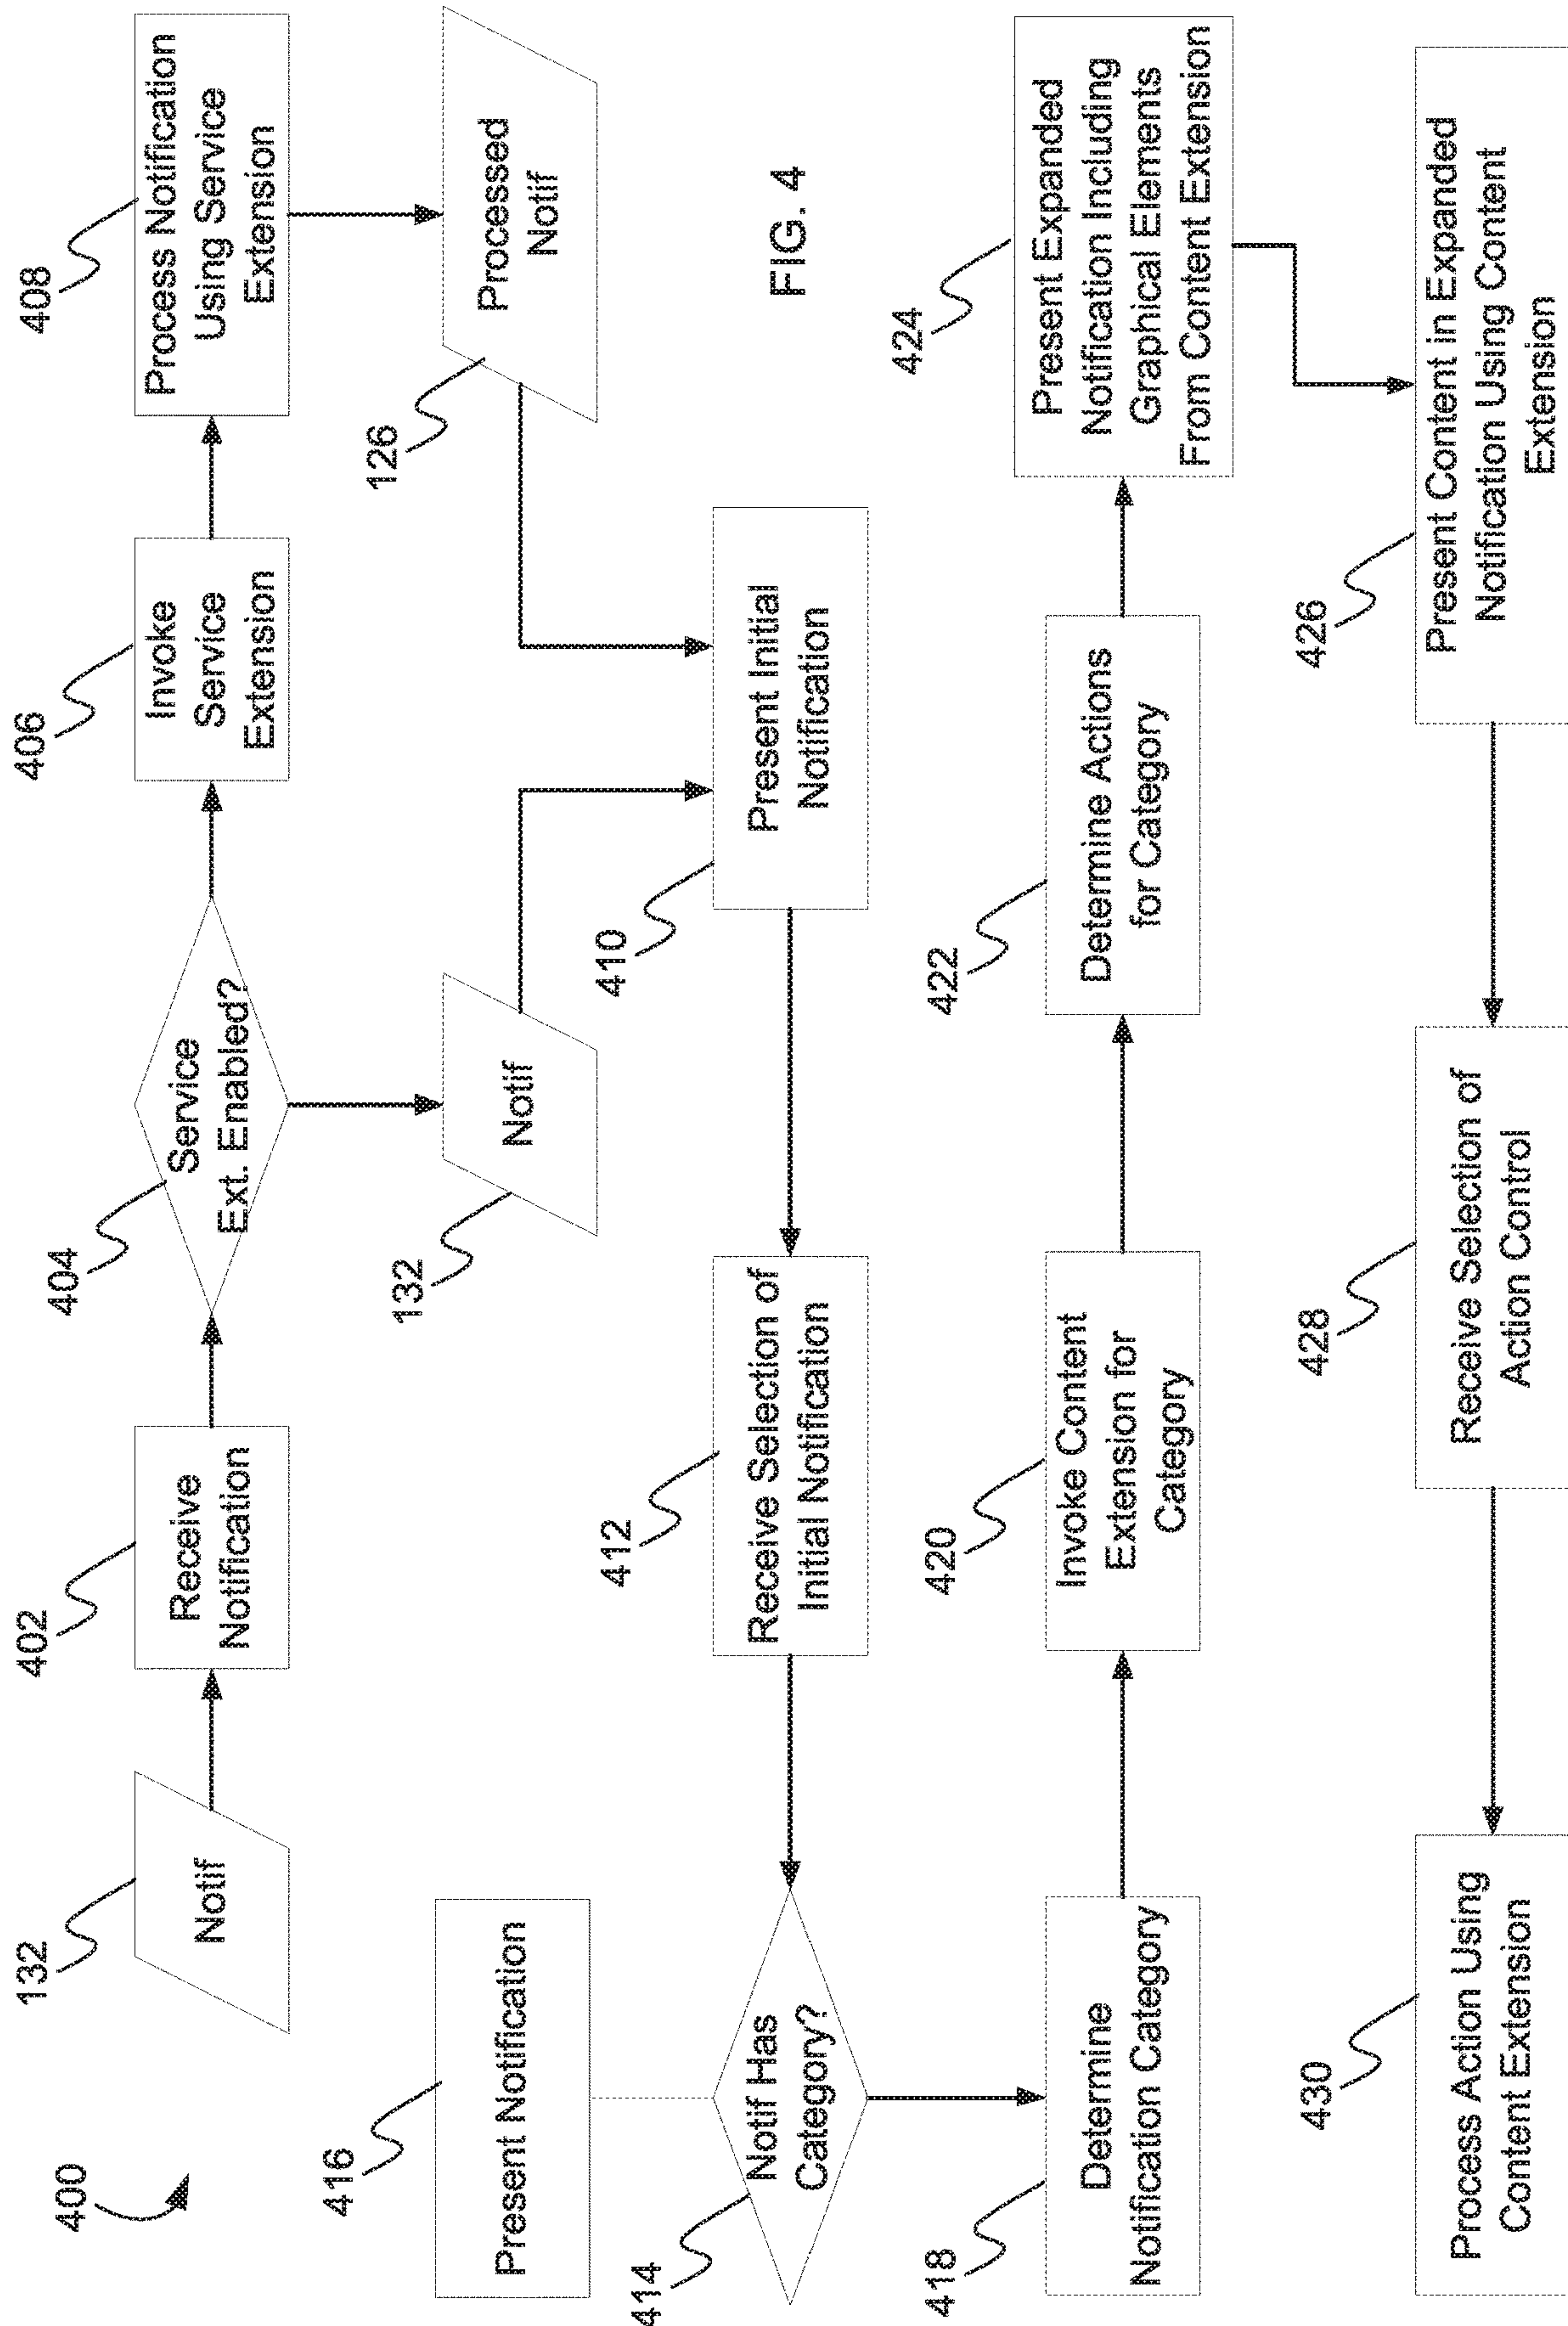 400
132
Notif
402
Receive
Notification
404
Service
Ext. Enabled?
406
Invoke
Service
Extension
408
Process Notification
Using Service
Extension
416
Present Notification
132
Notif
126
Processed
Notif
414
Notif Has
Category?
412
Receive Selection of
Initial Notification
410
Present Initial
Notification
FIG. 4
418
Determine
Notification Category
420
Invoke Content
Extension for
Category
422
Determine Actions
for Category
424
Present Expanded
Notification Including
Graphical Elements
From Content Extension
430
Process Action Using
Content Extension
428
Receive Selection of
Action Control
426
Present Content in Expanded
Notification Using Content
Extension